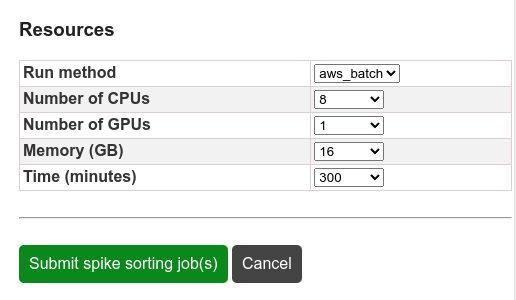 Resources
Run method aws_batch
Number of CPUs 8
Number of GPUs 1
Memory (GB) 16
Time (minutes) 300
Submit spike sorting job(s) Cancel